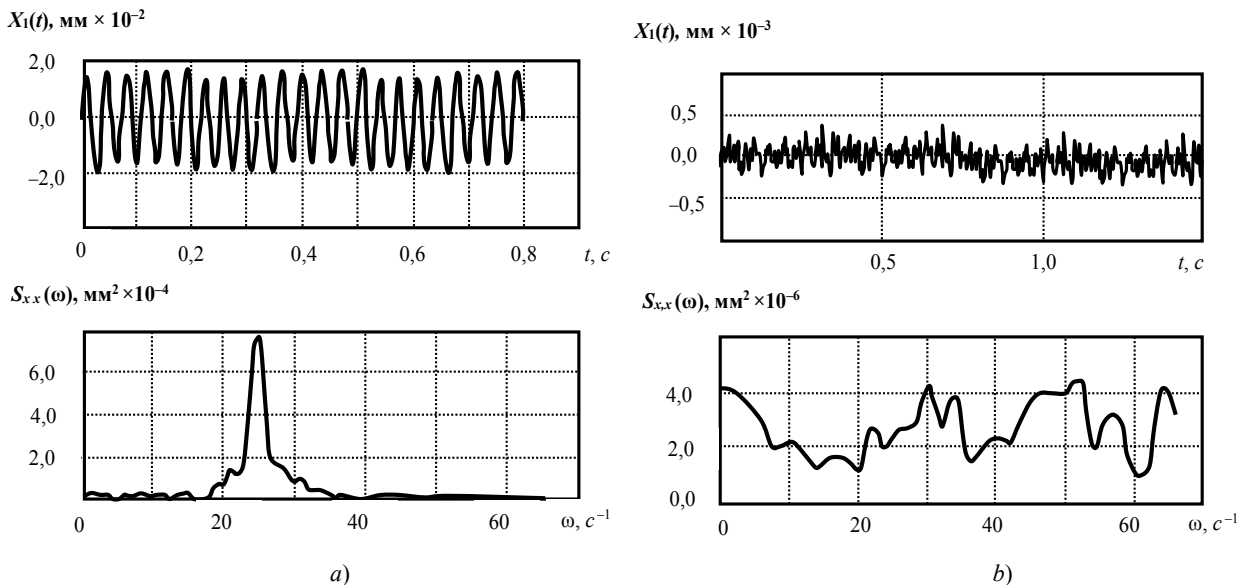 X₁(t), мм × 10⁻²
2,0
0,0
–2,0
0
0,2
0,4
0,6
0,8
t, c
Sₓ ₓ (ω), мм² ×10⁻⁴
6,0
4,0
2,0
0
20
40
60
ω, c⁻¹
a)
X₁(t), мм × 10⁻³
0,5
0,0
–0,5
0,5
1,0
t, c
Sₓ,ₓ (ω), мм² ×10⁻⁶
4,0
2,0
0,0
0
20
40
60
ω, c⁻¹
b)